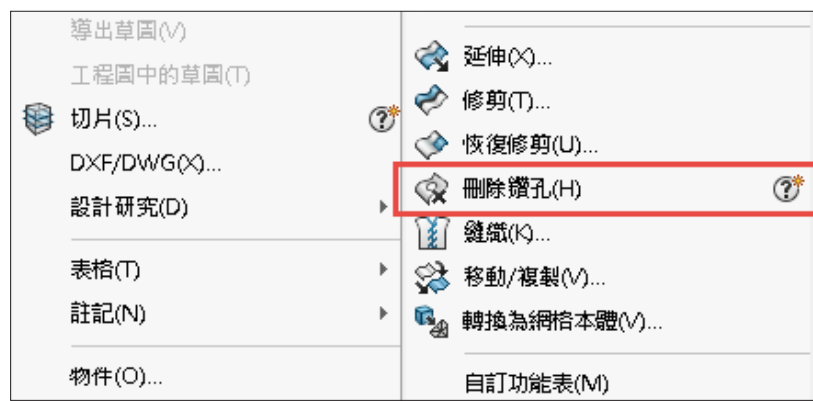 導出草圖(V)
工程圖中的草圖(T)
切片(S)...
DXF/DWG(X)...
設計研究(D)
表格(T)
註記(N)
物件(O)...
延伸(X)...
修剪(T)...
恢復修剪(U)...
刪除鑽孔(H)
縫織(K)...
移動/複製(V)...
轉換為網格本體(V)...
自訂功能表(M)